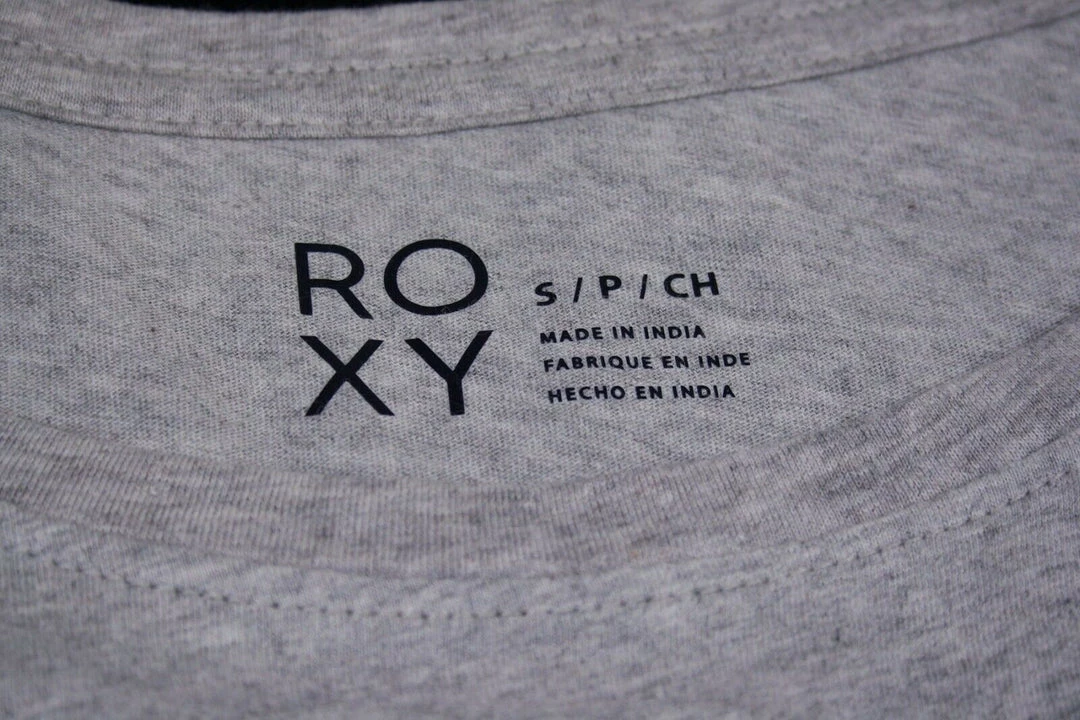 RO
XY
S / P / CH
MADE IN INDIA
FABRIQUE EN INDE
HECHO EN INDIA